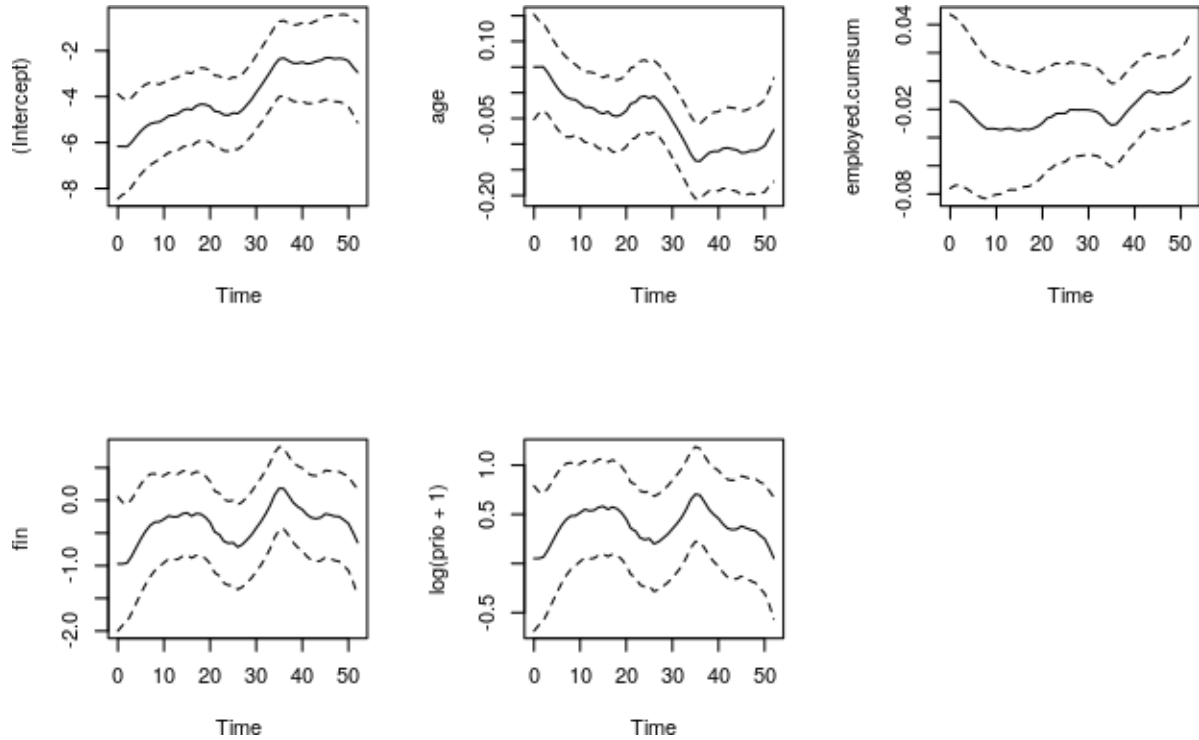 (Intercept)
-2
-4
-6
-8
0 10 20 30 40 50
Time
age
0.10
-0.05
-0.20
0 10 20 30 40 50
Time
employed.cumsum
0.04
-0.02
-0.08
0 10 20 30 40 50
Time
fin
0.0
-1.0
-2.0
0 10 20 30 40 50
Time
log(prio + 1)
1.0
0.5
-0.5
0 10 20 30 40 50
Time